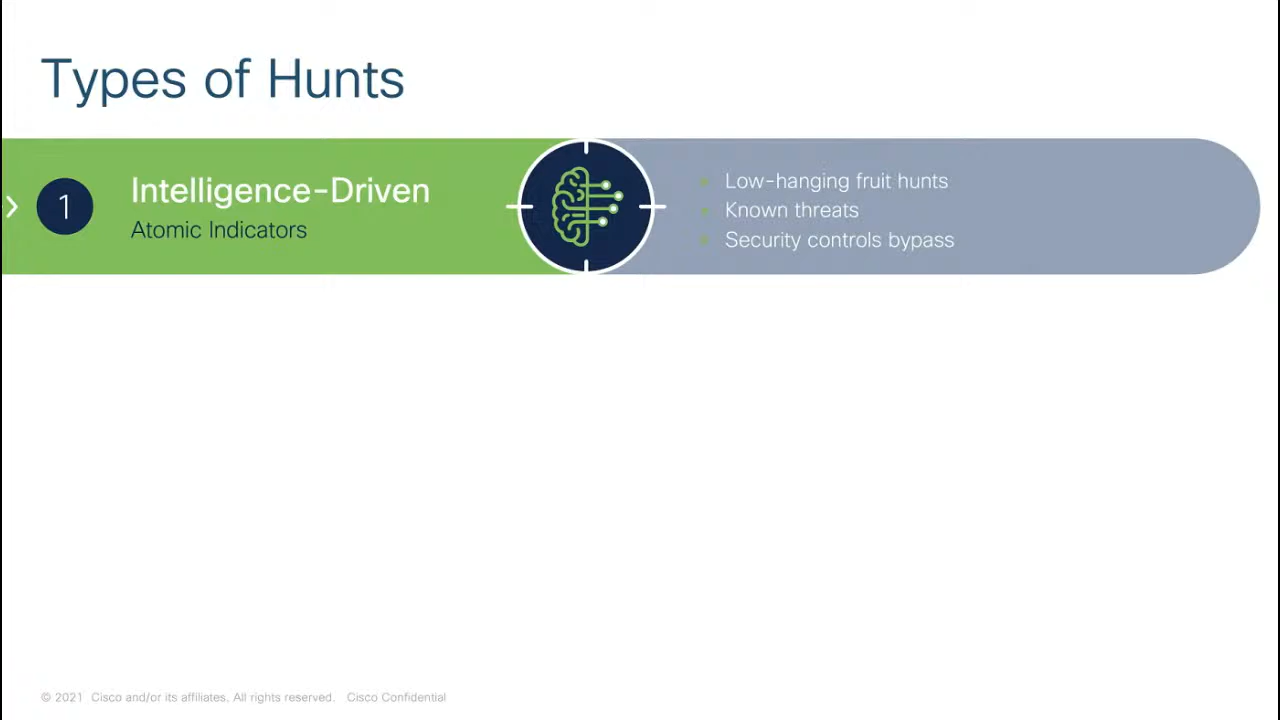 Types of Hunts
1
Intelligence-Driven
Atomic Indicators
Low-hanging fruit hunts
Known threats
Security controls bypass
© 2021 Cisco and/or its affiliates. All rights reserved. Cisco Confidential